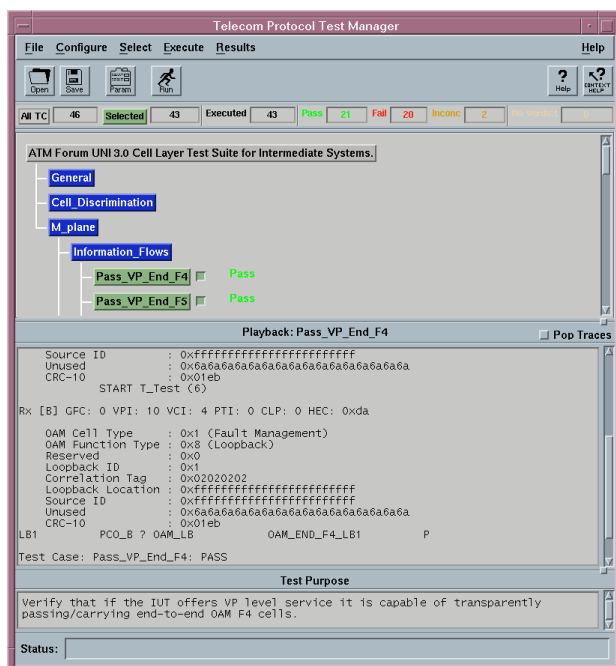 Telecom Protocol Test Manager
File Configure Select Execute Results Help
Open Save Param Run Help CONTEXT HELP
All TC 46 Selected 43 Executed 43 Pass 21 Fail 20 Inconc 2 No Verdict 0
ATM Forum UNI 3.0 Cell Layer Test Suite for Intermediate Systems.
General
Cell_Discrimination
M_plane
Information_Flows
Pass_VP_End_F4 Pass
Pass_VP_End_F5 Pass
Playback: Pass_VP_End_F4 Pop Traces
Source ID : 0xffffffffffffffffffffffff
Unused : 0x6a6a6a6a6a6a6a6a6a6a6a6a6a6a6a6a
CRC-10 : 0x01eb
START T_Test (6)
Rx [B] GFC: 0 VPI: 10 VCI: 4 PTI: 0 CLP: 0 HEC: 0xda
OAM Cell Type : 0x1 (Fault Management)
OAM Function Type : 0x8 (Loopback)
Reserved : 0x0
Loopback ID : 0x1
Correlation Tag : 0x02020202
Loopback Location : 0xffffffffffffffffffffffff
Source ID : 0xffffffffffffffffffffffff
Unused : 0x6a6a6a6a6a6a6a6a6a6a6a6a6a6a6a6a
CRC-10 : 0x01eb
LB1 PCO_B ? OAM_LB OAM_END_F4_LB1 P
Test Case: Pass_VP_End_F4: PASS
Test Purpose
Verify that if the IUT offers VP level service it is capable of transparently
passing/carrying end-to-end OAM F4 cells.
Status: